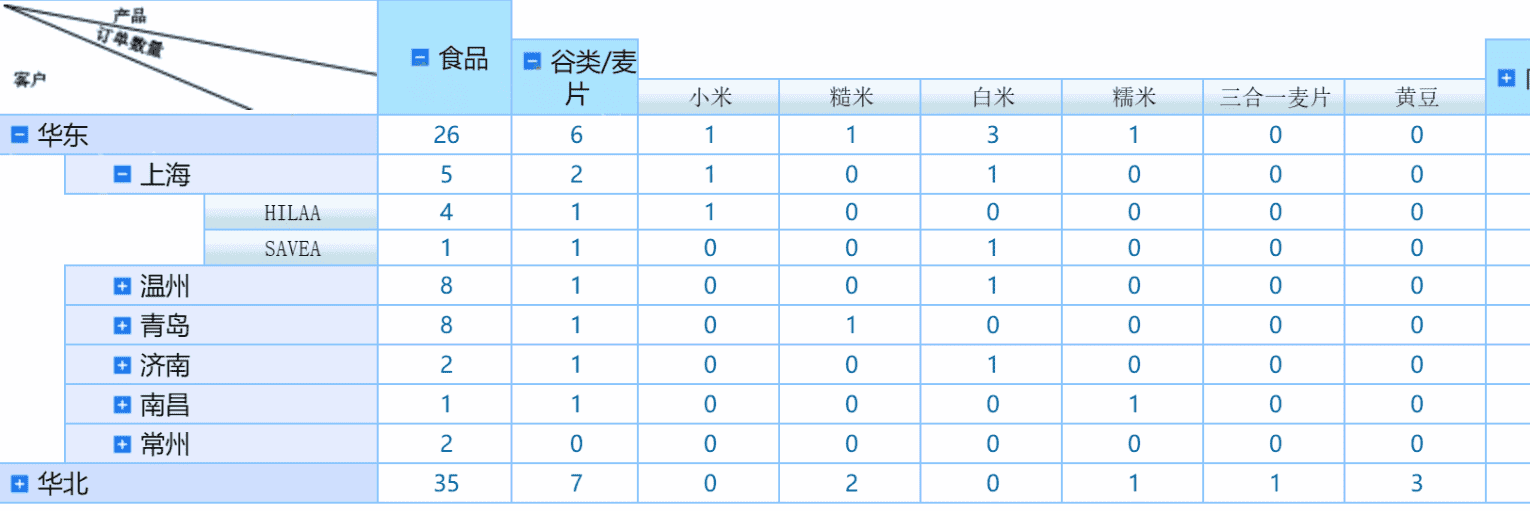 产品
订单数量
客户
食品
谷类/麦
片
小米 糙米 白米 糯米 三合一麦片 黄豆
华东 26 6 1 1 3 1 0 0
上海 5 2 1 0 1 0 0 0
HILAA 4 1 1 0 0 0 0 0
SAVEA 1 1 0 0 1 0 0 0
温州 8 1 0 0 1 0 0 0
青岛 8 1 0 1 0 0 0 0
济南 2 1 0 0 1 0 0 0
南昌 1 1 0 0 0 1 0 0
常州 2 0 0 0 0 0 0 0
华北 35 7 0 2 0 1 1 3